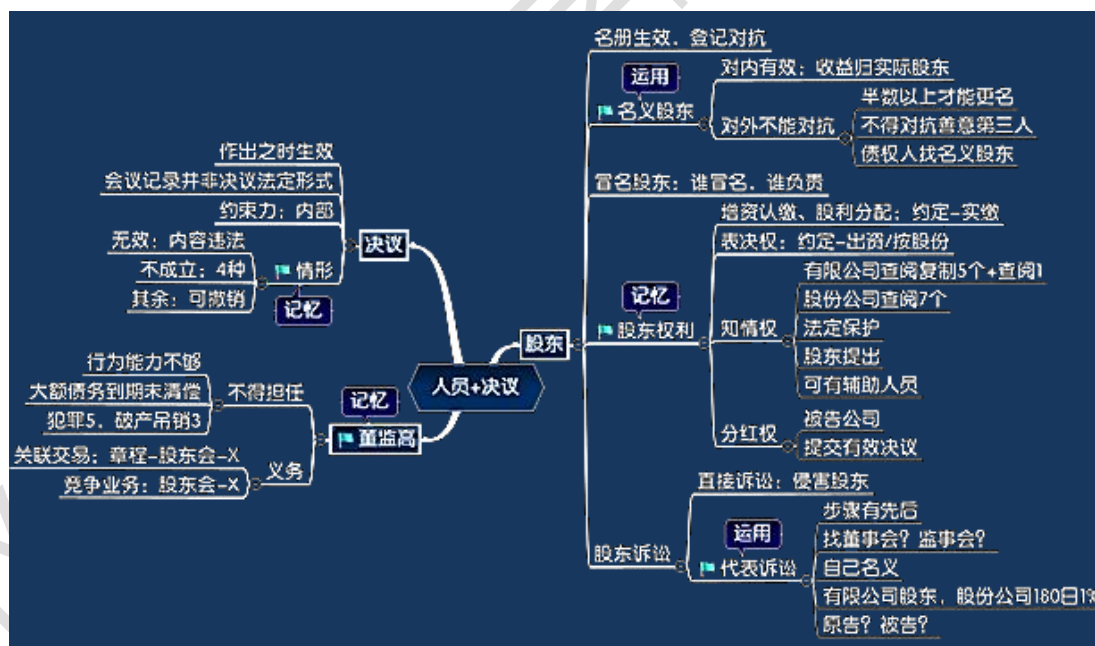 人员+决议
股东
名册生效．登记对抗
运用
名义股东
对内有效：收益归实际股东
对外不能对抗
半数以上才能更名
不得对抗善意第三人
债权人找名义股东
冒名股东：谁冒名．谁负责
记忆
股东权利
增资认缴、股利分配：约定-实缴
表决权：约定-出资/按股份
知情权
有限公司查阅复制5个+查阅1
股份公司查阅7个
法定保护
股东提出
可有辅助人员
分红权
被告公司
提交有效决议
股东诉讼
直接诉讼：侵害股东
运用
代表诉讼
步骤有先后
找董事会？监事会？
自己名义
有限公司股东．股份公司180日1%
原告？被告？
决议
作出之时生效
会议记录并非决议法定形式
约束力：内部
情形
记忆
无效：内容违法
不成立：4种
其余：可撤销
记忆
董监高
不得担任
行为能力不够
大额债务到期未清偿
犯罪5．破产吊销3
义务
关联交易：章程-股东会-X
竞争业务：股东会-X